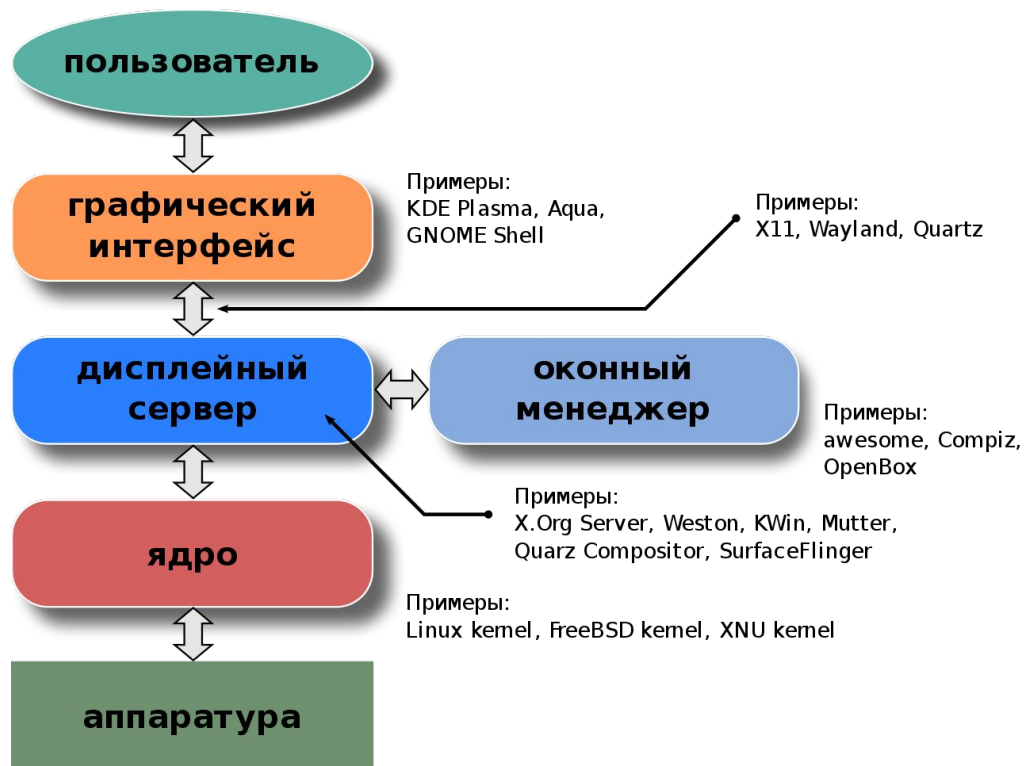 пользователь
графический
интерфейс
Примеры:
KDE Plasma, Aqua,
GNOME Shell
Примеры:
X11, Wayland, Quartz
дисплейный
сервер
оконный
менеджер
Примеры:
awesome, Compiz,
OpenBox
Примеры:
X.Org Server, Weston, KWin, Mutter,
Quarz Compositor, SurfaceFlinger
ядро
Примеры:
Linux kernel, FreeBSD kernel, XNU kernel
аппаратура